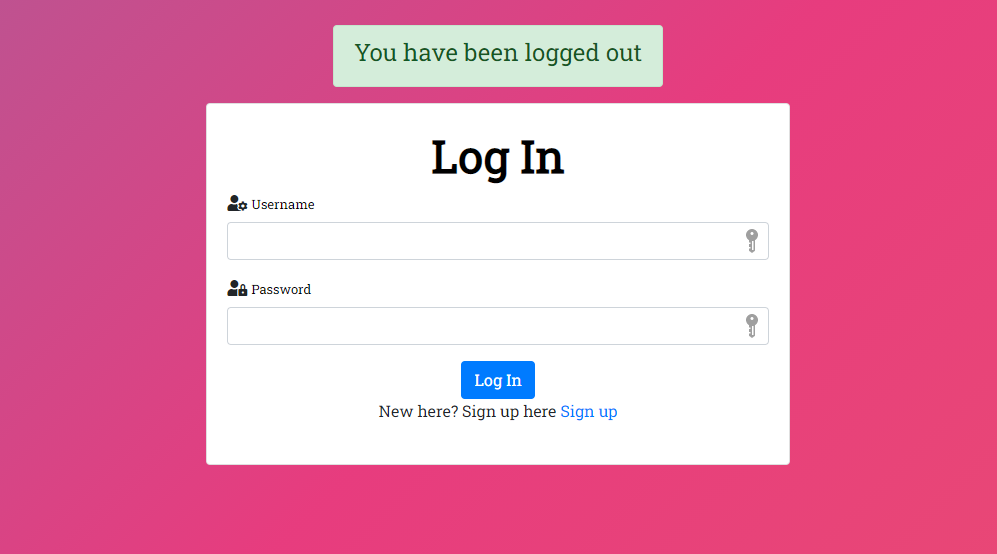 You have been logged out
Log In
Username
Password
Log In
New here? Sign up here Sign up